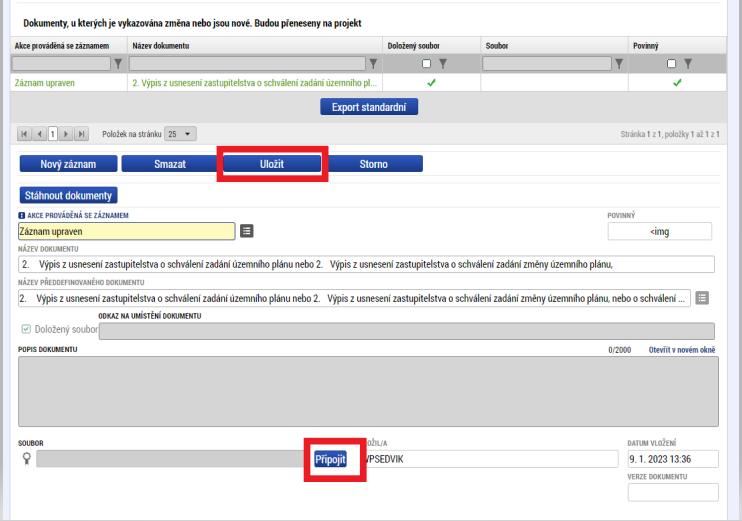 Dokumenty, u kterých je vykazována změna nebo jsou nové. Budou přeneseny na projekt
Akce prováděná se záznamem Název dokumentu Doložený soubor Soubor Povinný
Záznam upraven 2. Výpis z usnesení zastupitelstva o schválení zadání územního pl...
Export standardní
1 Položek na stránku 25 Stránka 1 z 1, položky 1 až 1 z 1
Nový záznam Smazat Uložit Storno
Stáhnout dokumenty
AKCE PROVÁDĚNÁ SE ZÁZNAMEM POVINNÝ
Záznam upraven <img
NÁZEV DOKUMENTU
2. Výpis z usnesení zastupitelstva o schválení zadání územního plánu nebo 2. Výpis z usnesení zastupitelstva o schválení zadání změny územního plánu,
NÁZEV PŘEDDEFINOVANÉHO DOKUMENTU
2. Výpis z usnesení zastupitelstva o schválení zadání územního plánu nebo 2. Výpis z usnesení zastupitelstva o schválení zadání změny územního plánu, nebo o schválení ...
ODKAZ NA UMÍSTĚNÍ DOKUMENTU
Doložený soubor
POPIS DOKUMENTU 0/2000 Otevřít v novém okně
SOUBOR OŽIL/A DATUM VLOŽENÍ
Připojit VPSEDVIK 9. 1. 2023 13:36
VERZE DOKUMENTU